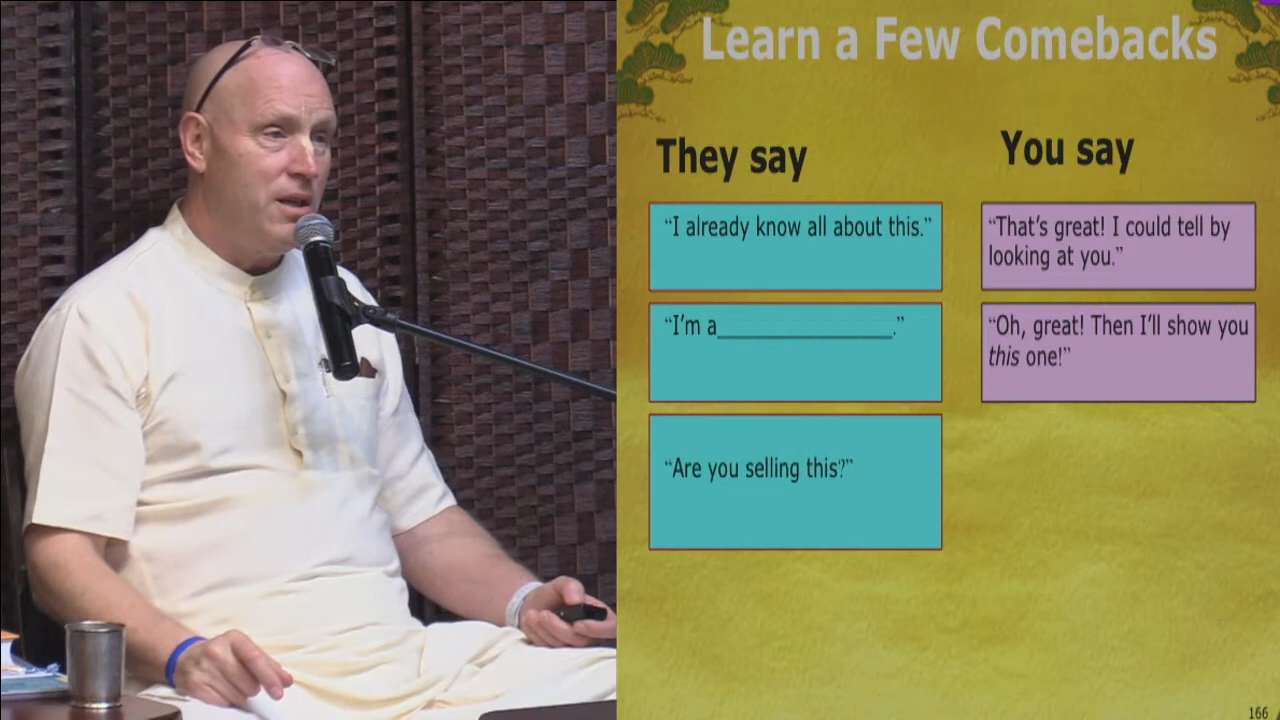 Learn a Few Comebacks
They say
You say
“I already know all about this.”
“That’s great! I could tell by
looking at you.”
“I’m a_________________.”
“Oh, great! Then I’ll show you
this one!”
“Are you selling this?”
166